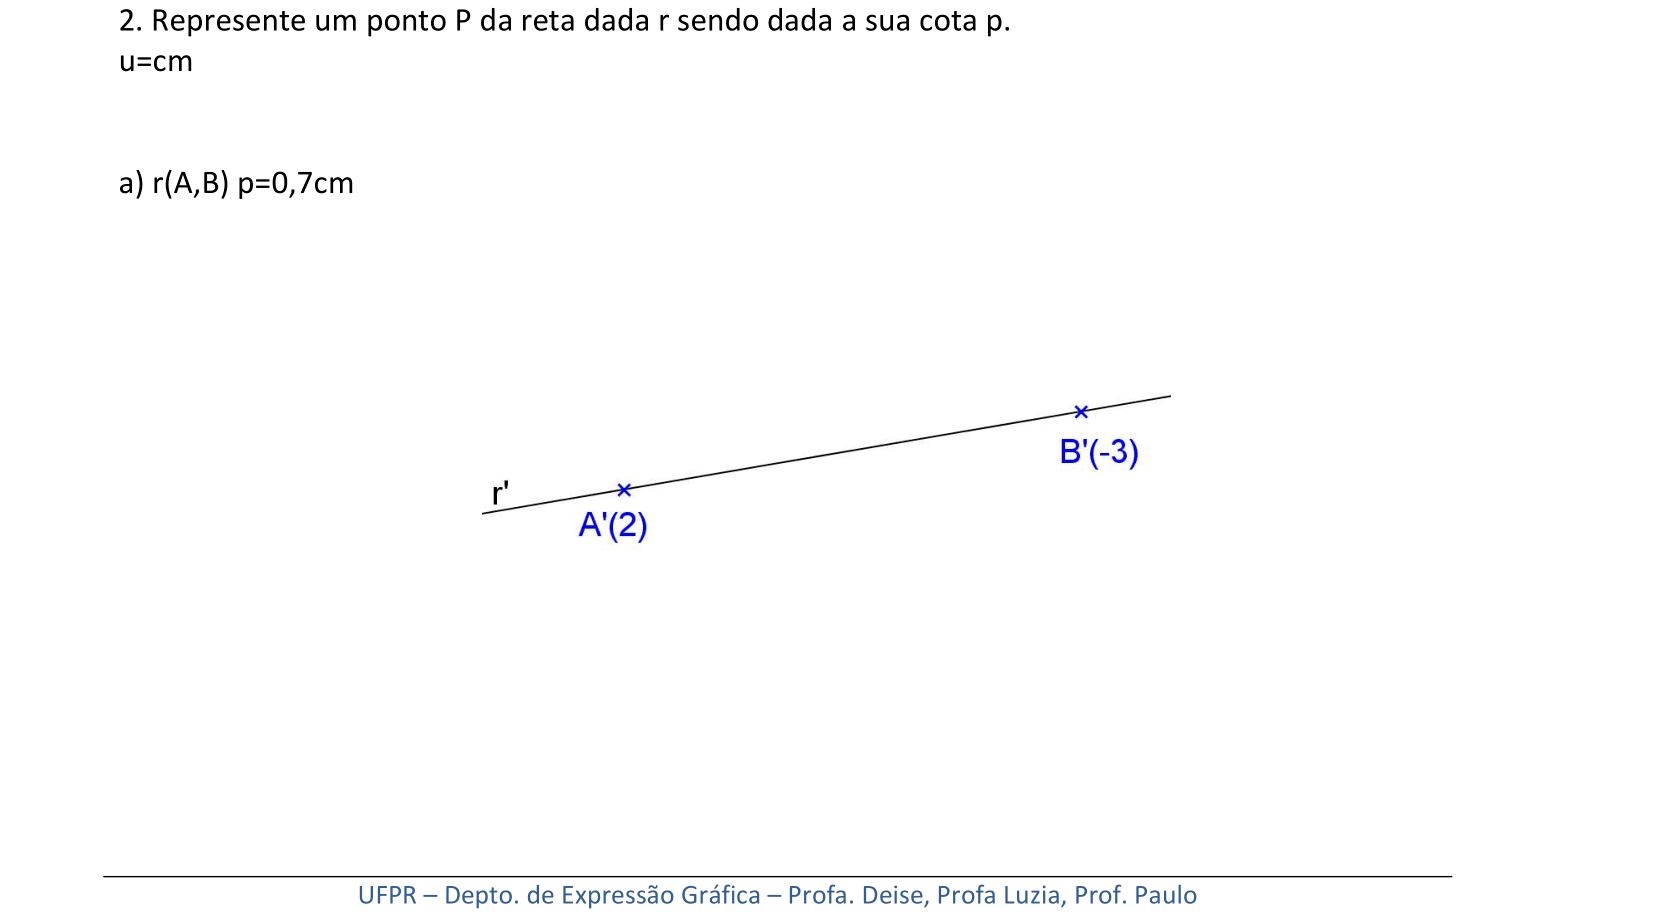 2. Represente um ponto P da reta dada r sendo dada a sua cota p.
u=cm
a) r(A,B) p=0,7cm
B'(-3)
r'
A'(2)
UFPR – Depto. de Expressão Gráfica – Profa. Deise, Profa Luzia, Prof. Paulo